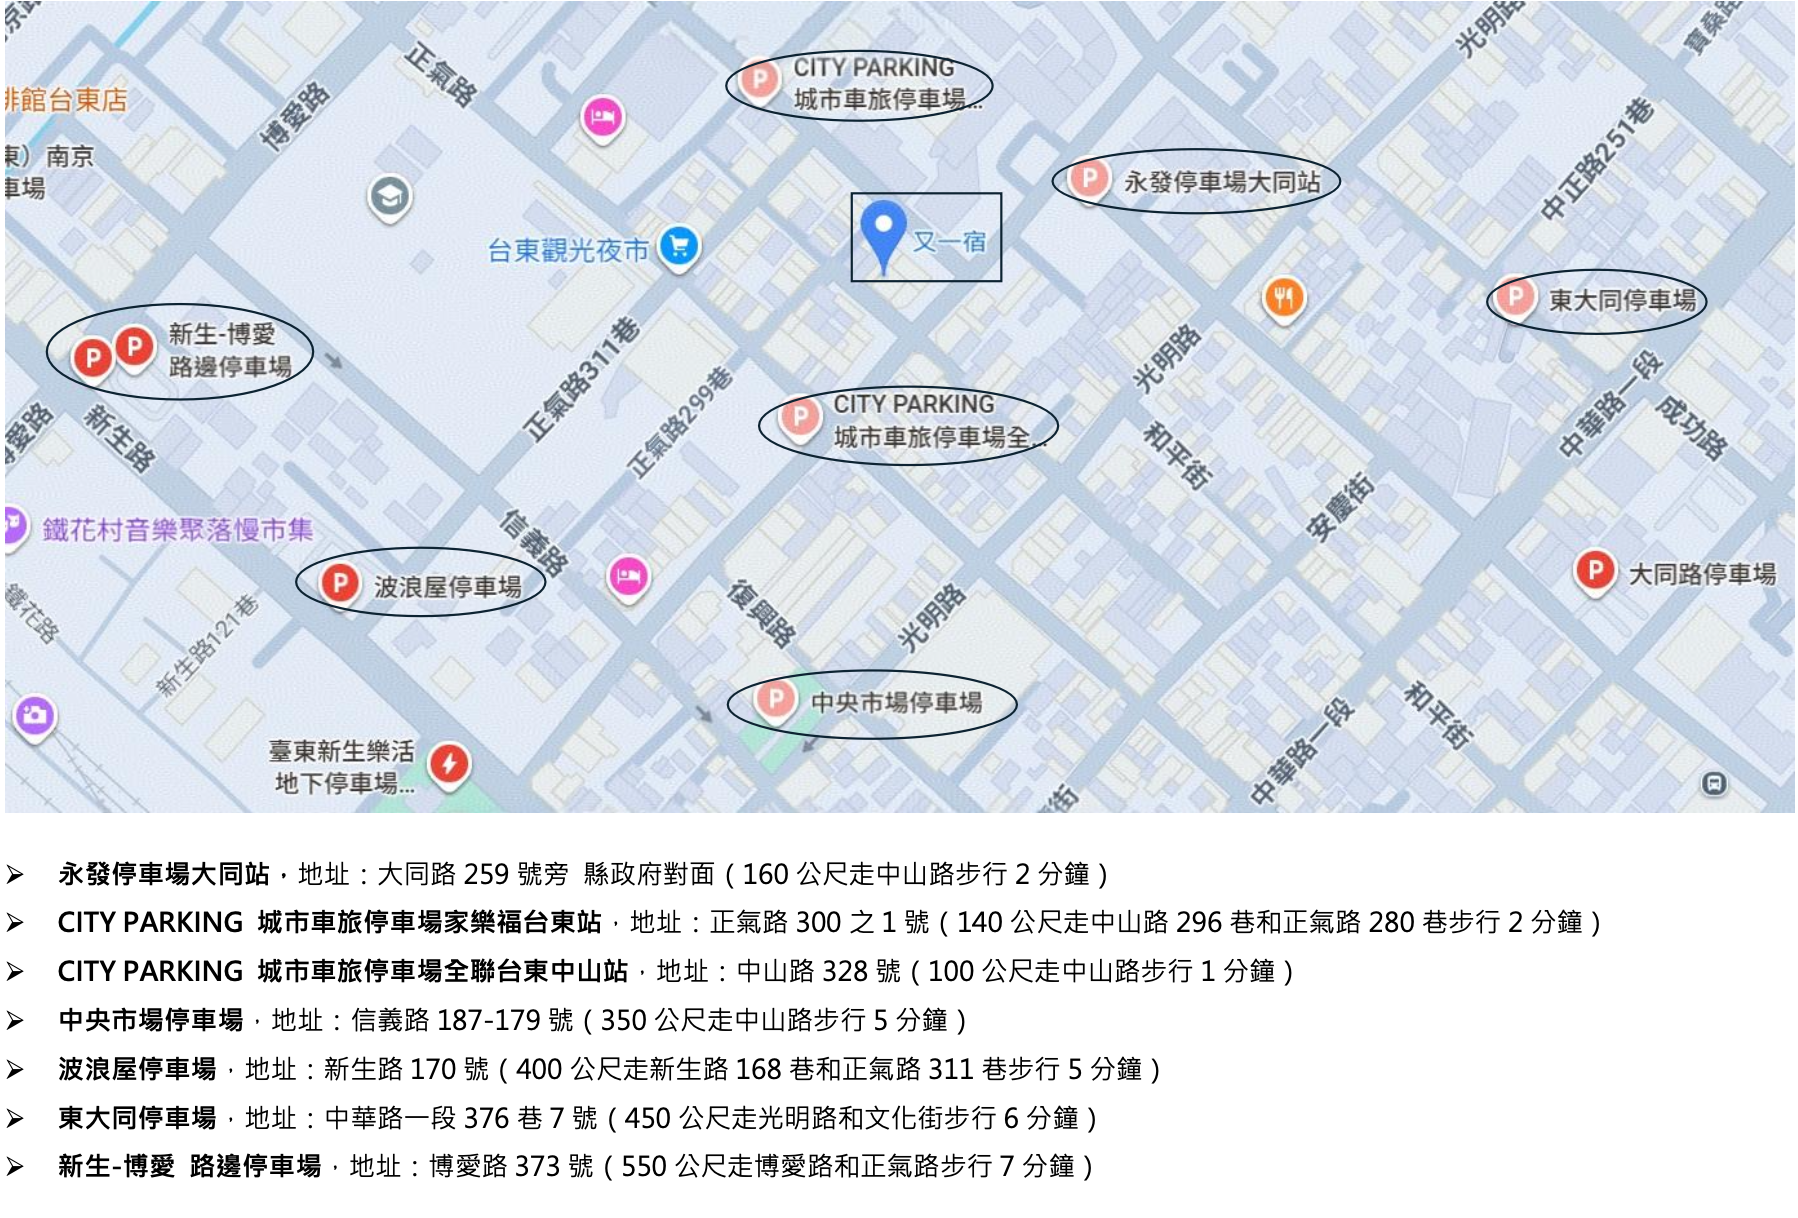 京路
正氣路
CITY PARKING
城市車旅停車場...
光明路
寶桑路
啡館台東店
博愛路
東）南京
車場
永發停車場大同站
中正路251巷
台東觀光夜市
又一宿
東大同停車場
新生-博愛
路邊停車場
正氣路311巷
正氣路299巷
光明路
中華路一段
成功路
CITY PARKING
城市車旅停車場全...
博愛路
新生路
和平街
安慶街
鐵花村音樂聚落慢市集
信義路
波浪屋停車場
大同路停車場
鐵花路
新生路121巷
復興路
光明路
中央市場停車場
和平街
中華路一段
臺東新生樂活
地下停車場...
街
➢ 永發停車場大同站，地址：大同路 259 號旁 縣政府對面（160 公尺走中山路步行 2 分鐘）
➢ CITY PARKING 城市車旅停車場家樂福台東站，地址：正氣路 300 之 1 號（140 公尺走中山路 296 巷和正氣路 280 巷步行 2 分鐘）
➢ CITY PARKING 城市車旅停車場全聯台東中山站，地址：中山路 328 號（100 公尺走中山路步行 1 分鐘）
➢ 中央市場停車場，地址：信義路 187-179 號（350 公尺走中山路步行 5 分鐘）
➢ 波浪屋停車場，地址：新生路 170 號（400 公尺走新生路 168 巷和正氣路 311 巷步行 5 分鐘）
➢ 東大同停車場，地址：中華路一段 376 巷 7 號（450 公尺走光明路和文化街步行 6 分鐘）
➢ 新生-博愛 路邊停車場，地址：博愛路 373 號（550 公尺走博愛路和正氣路步行 7 分鐘）